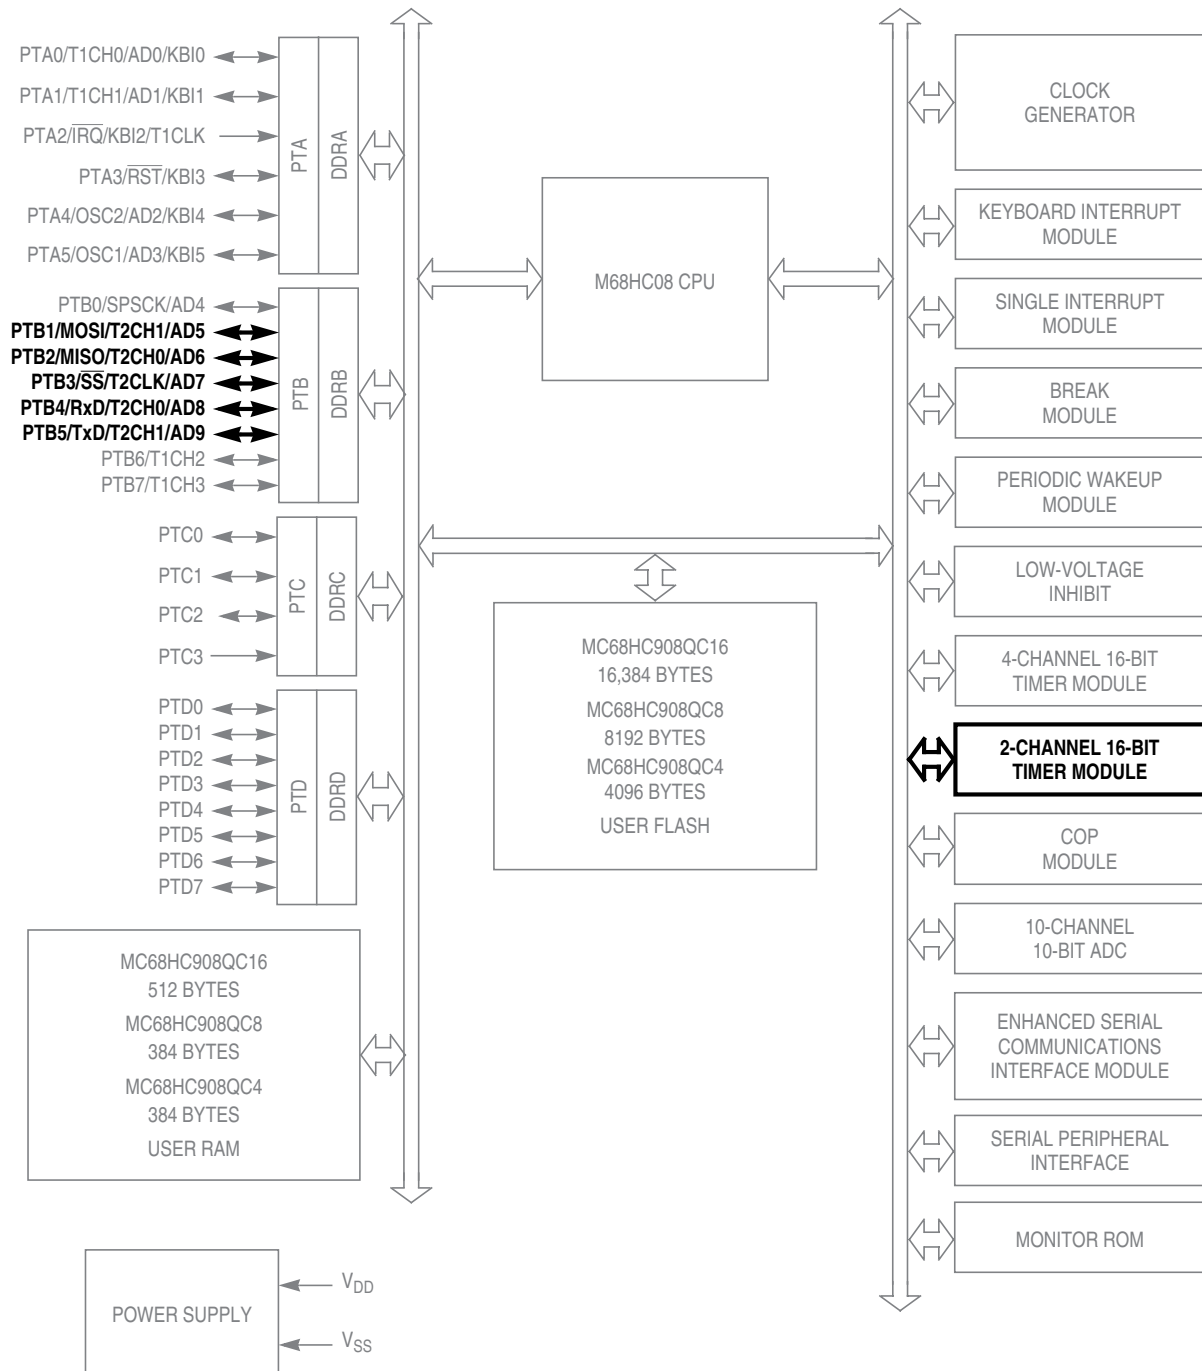 PTA0/T1CH0/AD0/KBI0
PTA1/T1CH1/AD1/KBI1
PTA2/IRQ/KBI2/T1CLK
PTA3/RST/KBI3
PTA4/OSC2/AD2/KBI4
PTA5/OSC1/AD3/KBI5
PTA
DDRA
PTB0/SPSCK/AD4
PTB1/MOSI/T2CH1/AD5
PTB2/MISO/T2CH0/AD6
PTB3/SS/T2CLK/AD7
PTB4/RxD/T2CH0/AD8
PTB5/TxD/T2CH1/AD9
PTB6/T1CH2
PTB7/T1CH3
PTB
DDRB
PTC0
PTC1
PTC2
PTC3
PTC
DDRC
PTD0
PTD1
PTD2
PTD3
PTD4
PTD5
PTD6
PTD7
PTD
DDRD
MC68HC908QC16
512 BYTES
MC68HC908QC8
384 BYTES
MC68HC908QC4
384 BYTES
USER RAM
POWER SUPPLY
VDD
VSS
M68HC08 CPU
MC68HC908QC16
16,384 BYTES
MC68HC908QC8
8192 BYTES
MC68HC908QC4
4096 BYTES
USER FLASH
CLOCK
GENERATOR
KEYBOARD INTERRUPT
MODULE
SINGLE INTERRUPT
MODULE
BREAK
MODULE
PERIODIC WAKEUP
MODULE
LOW-VOLTAGE
INHIBIT
4-CHANNEL 16-BIT
TIMER MODULE
2-CHANNEL 16-BIT
TIMER MODULE
COP
MODULE
10-CHANNEL
10-BIT ADC
ENHANCED SERIAL
COMMUNICATIONS
INTERFACE MODULE
SERIAL PERIPHERAL
INTERFACE
MONITOR ROM